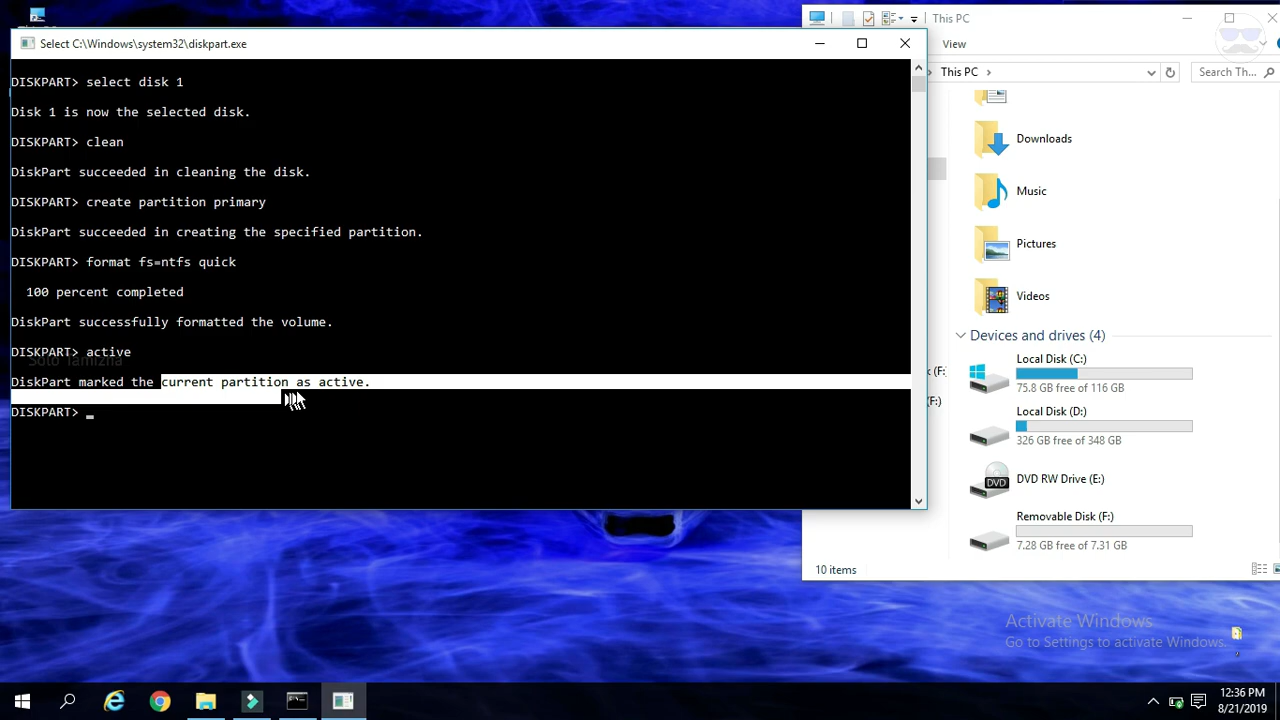 Select C:\Windows\system32\diskpart.exe
DISKPART> select disk 1
Disk 1 is now the selected disk.
DISKPART> clean
DiskPart succeeded in cleaning the disk.
DISKPART> create partition primary
DiskPart succeeded in creating the specified partition.
DISKPART> format fs=ntfs quick
100 percent completed
DiskPart successfully formatted the volume.
DISKPART> active
Suto Tamizha
DiskPart marked the current partition as active.
DISKPART> _
This PC
View
This PC
Search Th...
Downloads
Music
Pictures
Videos
Devices and drives (4)
Local Disk (C:)
75.8 GB free of 116 GB
Local Disk (D:)
326 GB free of 348 GB
DVD RW Drive (E:)
DVD
Removable Disk (F:)
7.28 GB free of 7.31 GB
k (F:
(F:)
10 items
Activate Windows
Go to Settings to activate Windows.
12:36 PM
8/21/2019